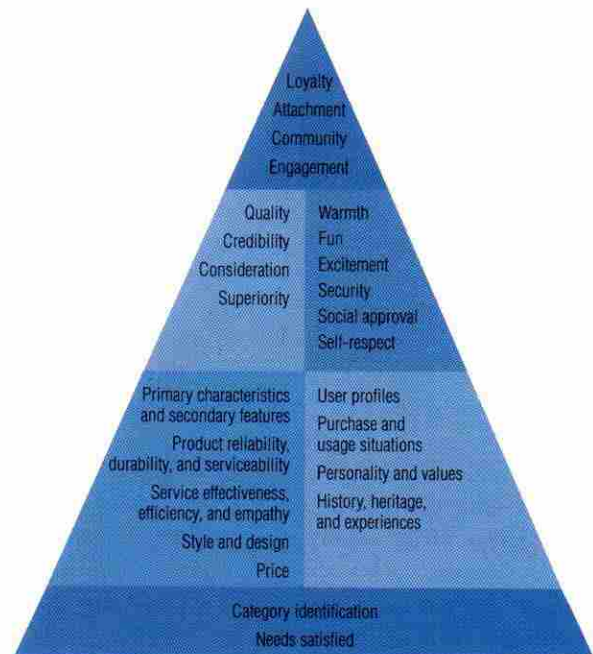 Loyalty
Attachment
Community
Engagement
Quality
Credibility
Consideration
Superiority
Warmth
Fun
Excitement
Security
Social approval
Self-respect
Primary characteristics
and secondary features
Product reliability,
durability, and serviceability
Service effectiveness,
efficiency, and empathy
Style and design
Price
User profiles
Purchase and
usage situations
Personality and values
History, heritage,
and experiences
Category identification
Needs satisfied